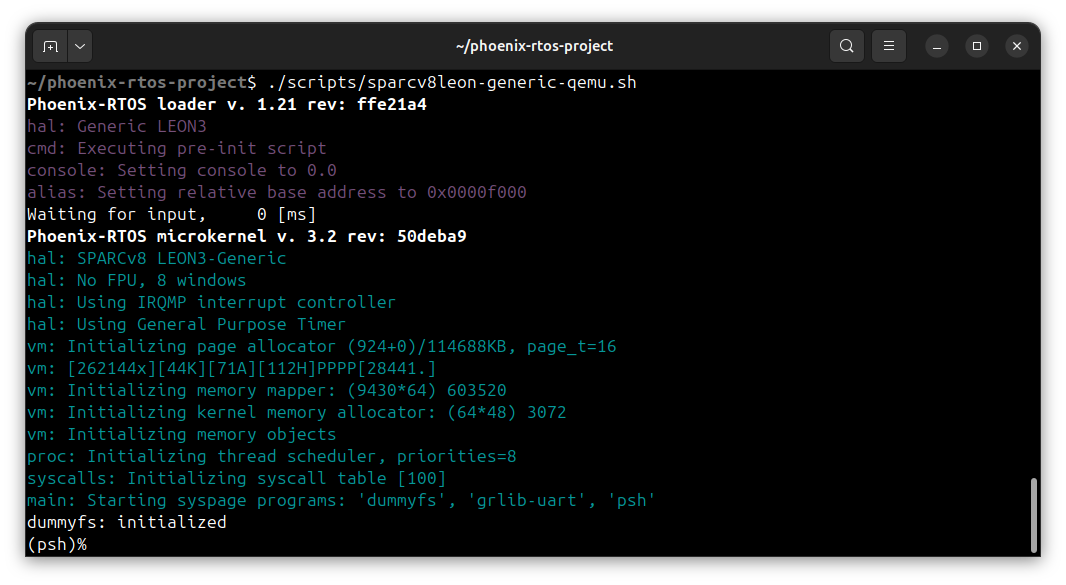 ~/phoenix-rtos-project
~/phoenix-rtos-project$ ./scripts/sparcv8leon-generic-qemu.sh
Phoenix-RTOS loader v. 1.21 rev: ffe21a4
hal: Generic LEON3
cmd: Executing pre-init script
console: Setting console to 0.0
alias: Setting relative base address to 0x0000f000
Waiting for input,     0 [ms]
Phoenix-RTOS microkernel v. 3.2 rev: 50deba9
hal: SPARCv8 LEON3-Generic
hal: No FPU, 8 windows
hal: Using IRQMP interrupt controller
hal: Using General Purpose Timer
vm: Initializing page allocator (924+0)/114688KB, page_t=16
vm: [262144x][44K][71A][112H]PPPP[28441.]
vm: Initializing memory mapper: (9430*64) 603520
vm: Initializing kernel memory allocator: (64*48) 3072
vm: Initializing memory objects
proc: Initializing thread scheduler, priorities=8
syscalls: Initializing syscall table [100]
main: Starting syspage programs: 'dummyfs', 'grlib-uart', 'psh'
dummyfs: initialized
(psh)%